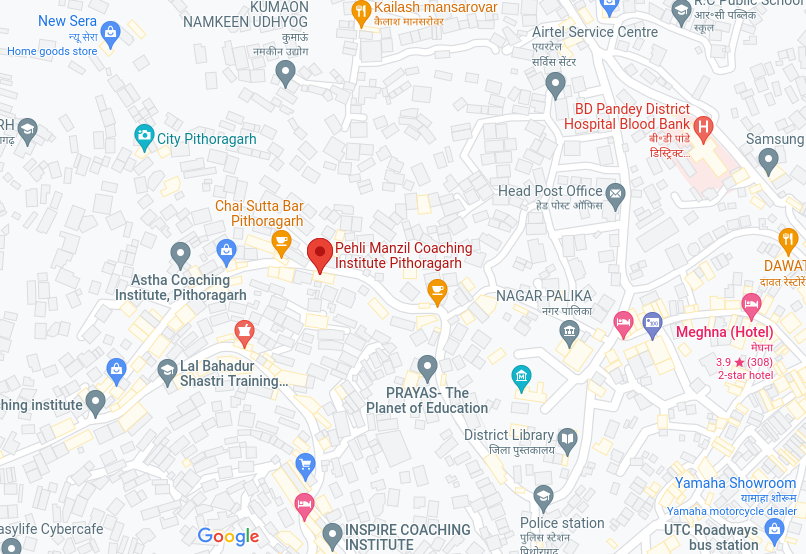 Kailash mansarovar
कैलाश मानसरोवर
R.C Public School
आर॰सी पब्लिक
स्कूल
KUMAON
NAMKEEN UDHYOG
कुमाऊं
नमकीन उद्योग
New Sera
न्यू सेरा
Home goods store
Airtel Service Centre
एयरटेल
सर्विस सेंटर
BD Pandey District
Hospital Blood Bank
बी॰डी पांडे
डिस्ट्रिक्ट...
RH
City Pithoragarh
Samsung
Head Post Office
हेड पोस्ट ऑफिस
Chai Sutta Bar
Pithoragarh
Pehli Manzil Coaching
Institute Pithoragarh
Astha Coaching
Institute, Pithoragarh
DAWAT
दावत रेस्टोरें
NAGAR PALIKA
नगर पालिका
Meghna (Hotel)
मेघना
3.9 ★ (308)
2-star hotel
Lal Bahadur
Shastri Training...
PRAYAS- The
Planet of Education
hing institute
District Library
जिला पुस्तकालय
Yamaha Showroom
यामाहा शोरूम
Yamaha motorcycle dealer
Police station
पुलिस स्टेशन
पिथोरागढ़
UTC Roadways
bus station
INSPIRE COACHING
INSTITUTE
asylife Cybercafe
Google